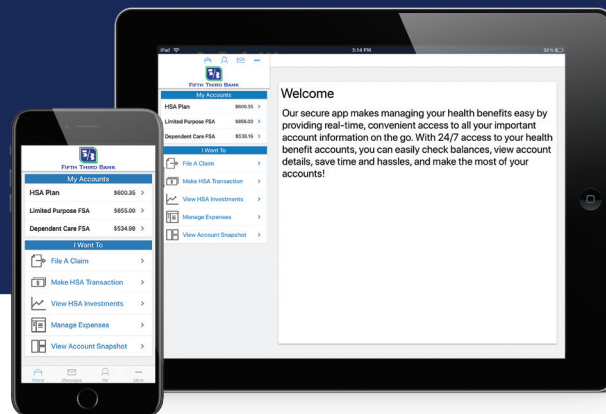 FIFTH THIRD BANK
My Accounts
HSA Plan $600.35
Limited Purpose FSA $855.00
Dependent Care FSA $534.98
I Want To
File A Claim
Make HSA Transaction
View HSA Investments
Manage Expenses
View Account Snapshot
Home Messages Me More
iPad 3:14 PM 32%
FIFTH THIRD BANK
My Accounts
HSA Plan $600.35
Limited Purpose FSA $855.00
Dependent Care FSA
I Want To
File A Claim
Make HSA Transaction
View HSA Investments
Manage Expenses
View Account Snapshot
Welcome
Our secure app makes managing your health benefits easy by
providing real-time, convenient access to all your important
account information on the go. With 24/7 access to your health
benefit accounts, you can easily check balances, view account
details, save time and hassles, and make the most of your
accounts!